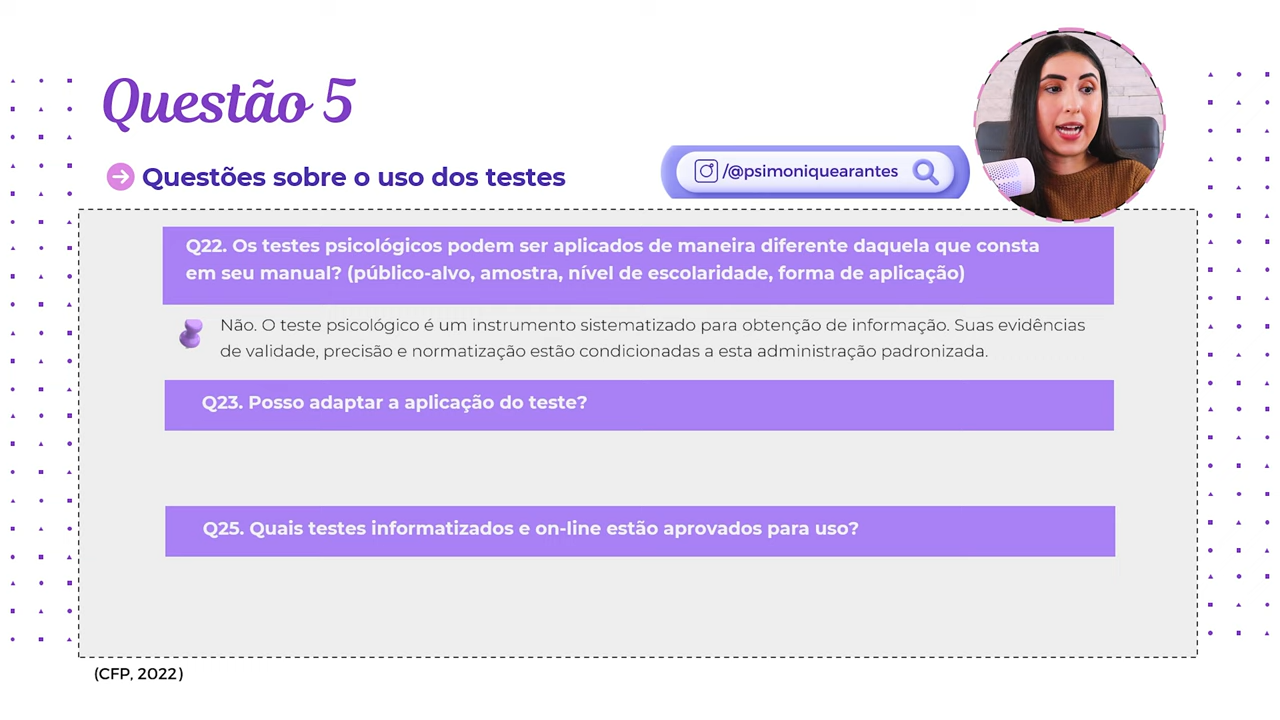 Questão 5
Questões sobre o uso dos testes
/@psimoniquearantes
Q22. Os testes psicológicos podem ser aplicados de maneira diferente daquela que consta
em seu manual? (público-alvo, amostra, nível de escolaridade, forma de aplicação)
Não. O teste psicológico é um instrumento sistematizado para obtenção de informação. Suas evidências
de validade, precisão e normatização estão condicionadas a esta administração padronizada.
Q23. Posso adaptar a aplicação do teste?
Q25. Quais testes informatizados e on-line estão aprovados para uso?
(CFP, 2022)